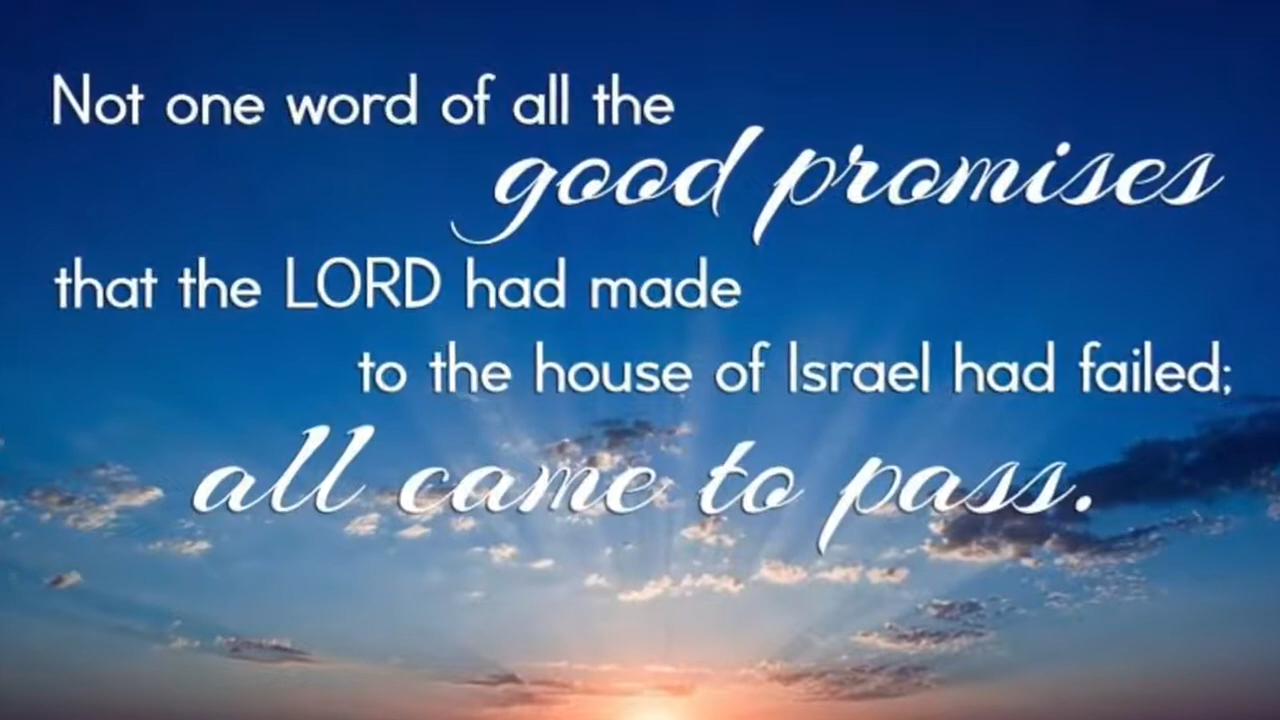 Not one word of all the
good promises
that the LORD had made
to the house of Israel had failed;
all came to pass.